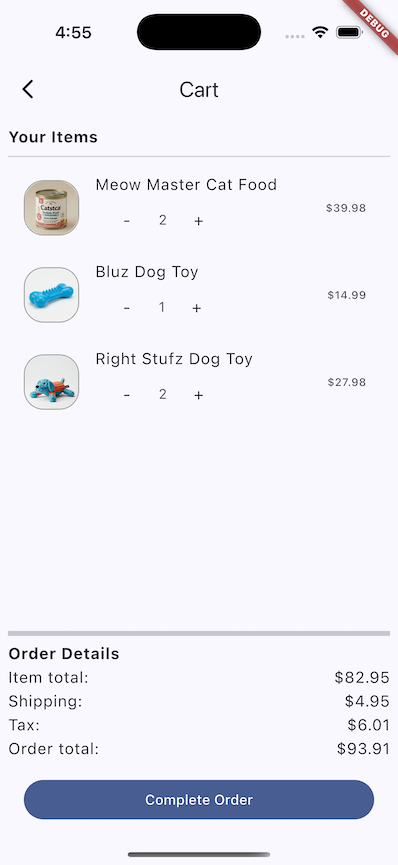 4:55
DEBUG
Cart
Your Items
Meow Master Cat Food
Catstca
- 2 +
$39.98
Bluz Dog Toy
- 1 +
$14.99
Right Stufz Dog Toy
- 2 +
$27.98
Order Details
Item total: $82.95
Shipping: $4.95
Tax: $6.01
Order total: $93.91
Complete Order